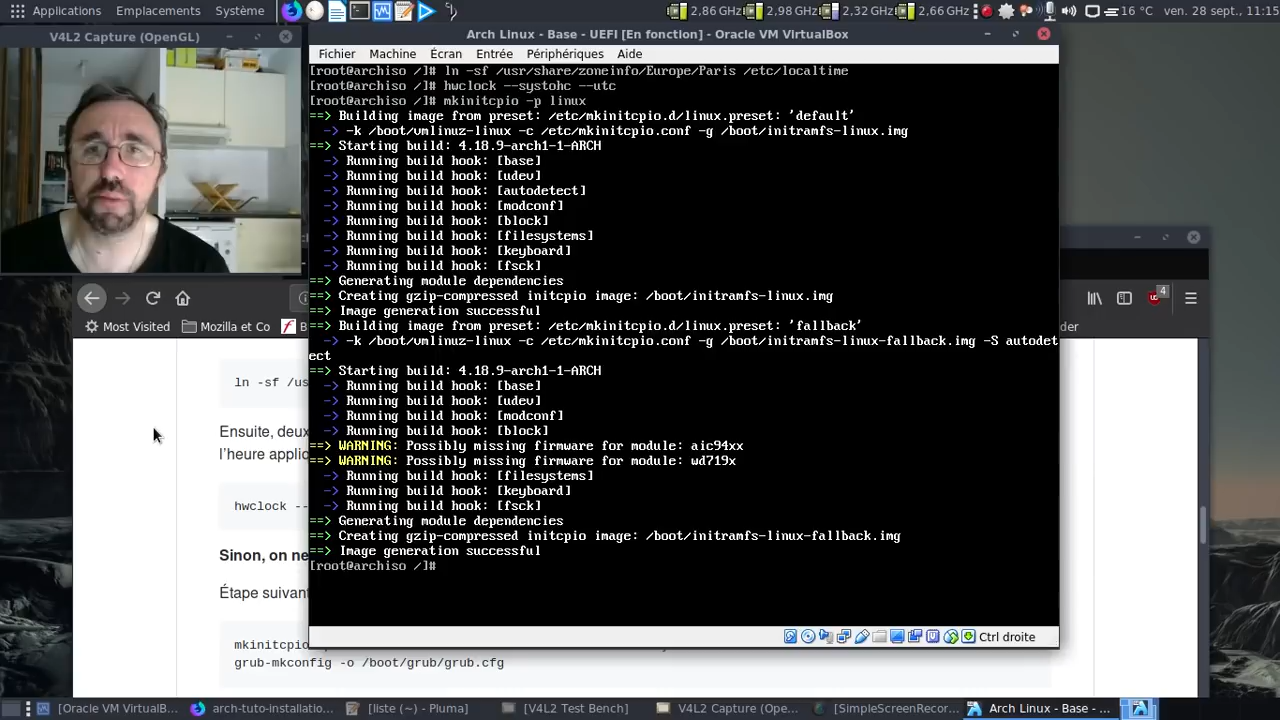 Applications Emplacements Système 2,86 GHz 2,98 GHz 2,32 GHz 2,66 GHz 16 °C ven. 28 sept., 11:15
V4L2 Capture (OpenGL)
Arch Linux - Base - UEFI [En fonction] - Oracle VM VirtualBox
Fichier Machine Écran Entrée Périphériques Aide
[root@archiso /]# ln -sf /usr/share/zoneinfo/Europe/Paris /etc/localtime
[root@archiso /]# hwclock --systohc --utc
[root@archiso /]# mkinitcpio -p linux
==> Building image from preset: /etc/mkinitcpio.d/linux.preset: 'default'
-> -k /boot/vmlinuz-linux -c /etc/mkinitcpio.conf -g /boot/initramfs-linux.img
==> Starting build: 4.18.9-arch1-1-ARCH
-> Running build hook: [base]
-> Running build hook: [udev]
-> Running build hook: [autodetect]
-> Running build hook: [modconf]
-> Running build hook: [block]
-> Running build hook: [filesystems]
-> Running build hook: [keyboard]
-> Running build hook: [fsck]
==> Generating module dependencies
==> Creating gzip-compressed initcpio image: /boot/initramfs-linux.img
==> Image generation successful
==> Building image from preset: /etc/mkinitcpio.d/linux.preset: 'fallback'
-> -k /boot/vmlinuz-linux -c /etc/mkinitcpio.conf -g /boot/initramfs-linux-fallback.img -S autodet
ect
==> Starting build: 4.18.9-arch1-1-ARCH
-> Running build hook: [base]
-> Running build hook: [udev]
-> Running build hook: [modconf]
-> Running build hook: [block]
==> WARNING: Possibly missing firmware for module: aic94xx
==> WARNING: Possibly missing firmware for module: wd719x
-> Running build hook: [filesystems]
-> Running build hook: [keyboard]
-> Running build hook: [fsck]
==> Generating module dependencies
==> Creating gzip-compressed initcpio image: /boot/initramfs-linux-fallback.img
==> Image generation successful
[root@archiso /]#
Ctrl droite
4
Most Visited Mozilla et Co B
der
ln -sf /us
Ensuite, deux
l'heure applic
hwclock --
Sinon, on ne
Étape suivant
mkinitcpio
grub-mkconfig -o /boot/grub/grub.cfg
[Oracle VM VirtualB... arch-tuto-installatio... [liste (~) - Pluma] [V4L2 Test Bench] V4L2 Capture (Ope... [SimpleScreenRecor... Arch Linux - Base - ...